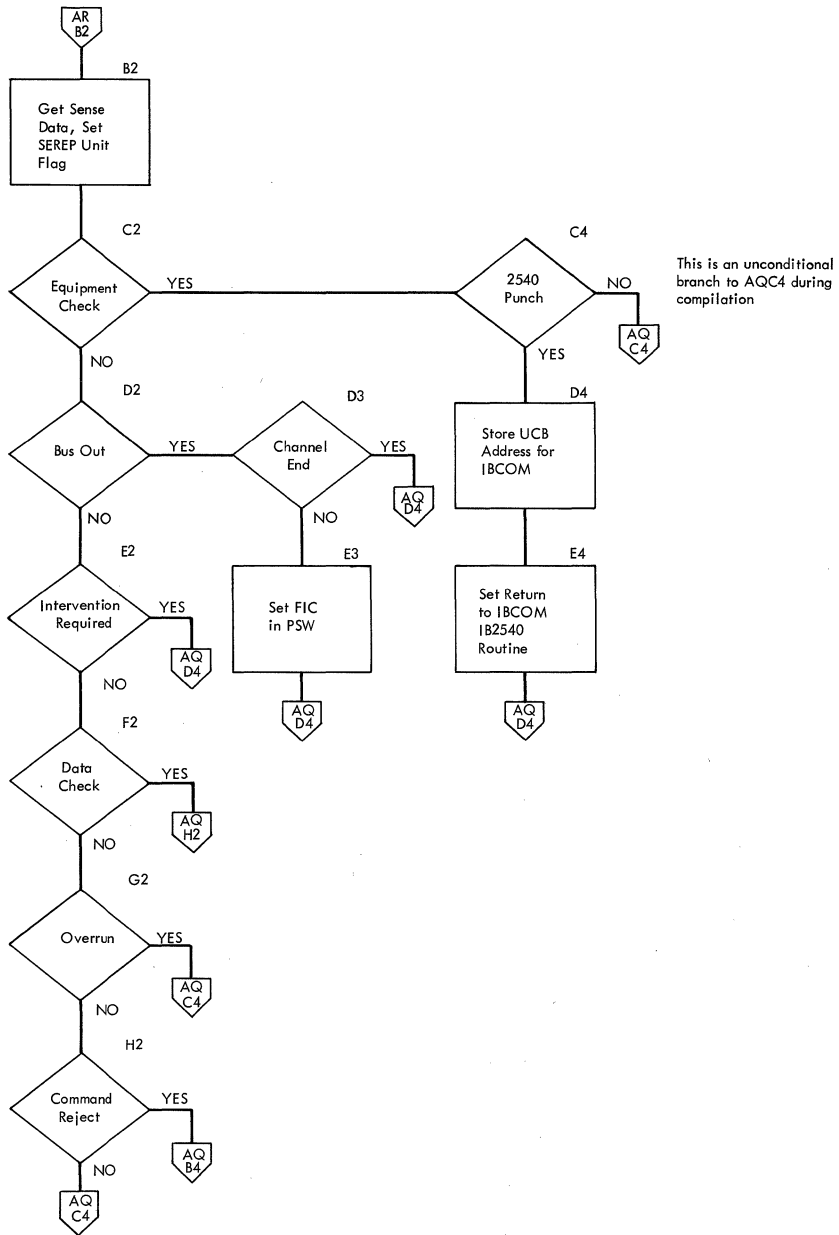 AR
B2
B2
Get Sense
Data, Set
SEREP Unit
Flag
C2
Equipment
Check
YES
NO
C4
2540
Punch
NO
YES
AQ
C4
This is an unconditional
branch to AQC4 during
compilation
D2
Bus Out
YES
NO
D3
Channel
End
YES
NO
AQ
D4
D4
Store UCB
Address for
IBCOM
E2
Intervention
Required
YES
NO
AQ
D4
E3
Set FIC
in PSW
AQ
D4
E4
Set Return
to IBCOM
IB2540
Routine
AQ
D4
F2
Data
Check
YES
NO
AQ
H2
G2
Overrun
YES
NO
AQ
C4
H2
Command
Reject
YES
NO
AQ
B4
AQ
C4